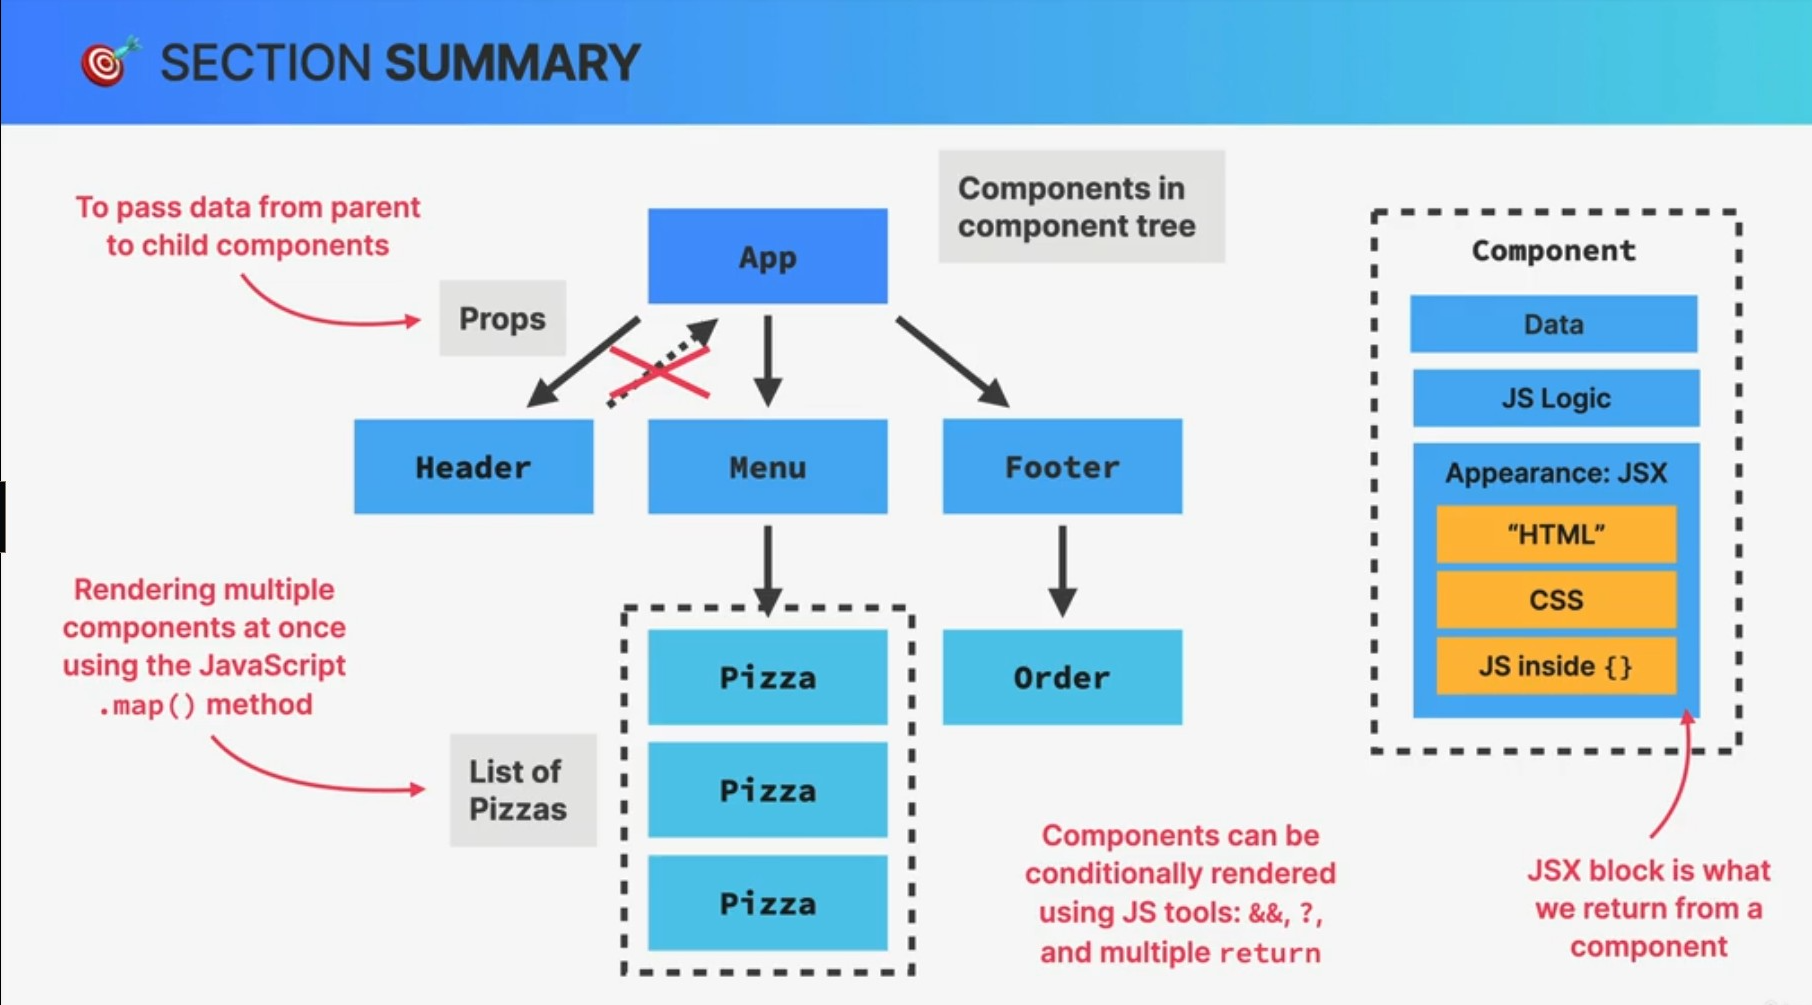 SECTION SUMMARY
To pass data from parent
to child components
Props
App
Components in
component tree
Header
Menu
Footer
Rendering multiple
components at once
using the JavaScript
.map() method
List of
Pizzas
Pizza
Pizza
Pizza
Order
Components can be
conditionally rendered
using JS tools: &&, ?,
and multiple return
Component
Data
JS Logic
Appearance: JSX
“HTML”
CSS
JS inside {}
JSX block is what
we return from a
component